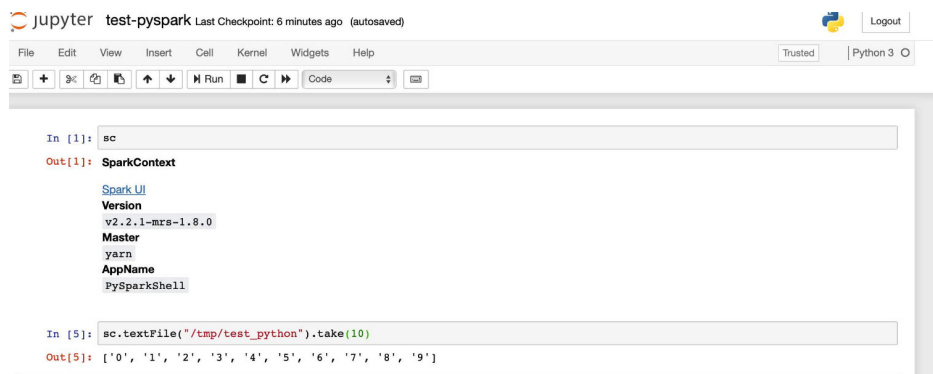 jupyter test-pyspark Last Checkpoint: 6 minutes ago (autosaved)
Logout
File Edit View Insert Cell Kernel Widgets Help
Trusted
Python 3
Run
Code
In [1]: sc
Out[1]: SparkContext
Spark UI
Version
v2.2.1-mrs-1.8.0
Master
yarn
AppName
PySparkShell
In [5]: sc.textFile("/tmp/test_python").take(10)
Out[5]: ['0', '1', '2', '3', '4', '5', '6', '7', '8', '9']